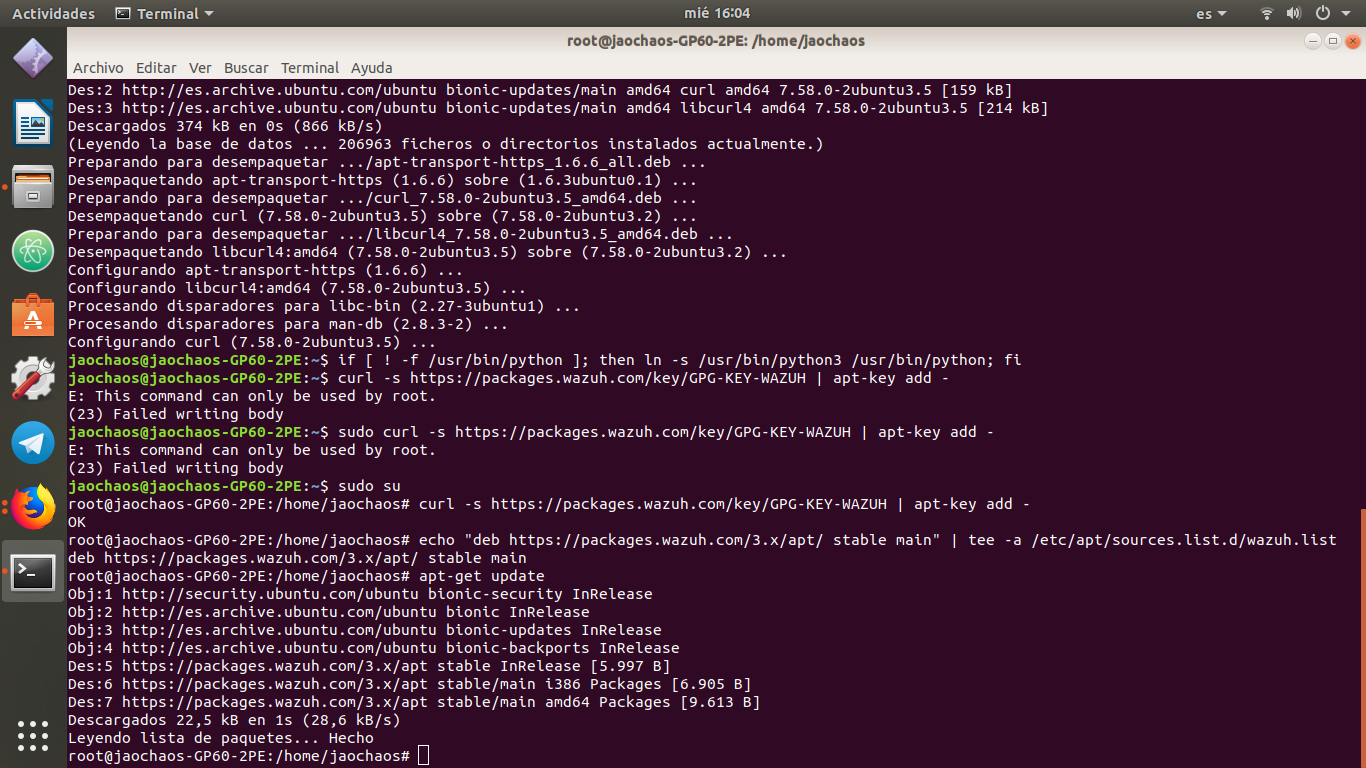 Actividades Terminal mié 16:04 es
root@jaochaos-GP60-2PE: /home/jaochaos
Archivo Editar Ver Buscar Terminal Ayuda
Des:2 http://es.archive.ubuntu.com/ubuntu bionic-updates/main amd64 curl amd64 7.58.0-2ubuntu3.5 [159 kB]
Des:3 http://es.archive.ubuntu.com/ubuntu bionic-updates/main amd64 libcurl4 amd64 7.58.0-2ubuntu3.5 [214 kB]
Descargados 374 kB en 0s (866 kB/s)
(Leyendo la base de datos ... 206963 ficheros o directorios instalados actualmente.)
Preparando para desempaquetar .../apt-transport-https_1.6.6_all.deb ...
Desempaquetando apt-transport-https (1.6.6) sobre (1.6.3ubuntu0.1) ...
Preparando para desempaquetar .../curl_7.58.0-2ubuntu3.5_amd64.deb ...
Desempaquetando curl (7.58.0-2ubuntu3.5) sobre (7.58.0-2ubuntu3.2) ...
Preparando para desempaquetar .../libcurl4_7.58.0-2ubuntu3.5_amd64.deb ...
Desempaquetando libcurl4:amd64 (7.58.0-2ubuntu3.5) sobre (7.58.0-2ubuntu3.2) ...
Configurando apt-transport-https (1.6.6) ...
Configurando libcurl4:amd64 (7.58.0-2ubuntu3.5) ...
Procesando disparadores para libc-bin (2.27-3ubuntu1) ...
Procesando disparadores para man-db (2.8.3-2) ...
Configurando curl (7.58.0-2ubuntu3.5) ...
jaochaos@jaochaos-GP60-2PE:~$ if [ ! -f /usr/bin/python ]; then ln -s /usr/bin/python3 /usr/bin/python; fi
jaochaos@jaochaos-GP60-2PE:~$ curl -s https://packages.wazuh.com/key/GPG-KEY-WAZUH | apt-key add -
E: This command can only be used by root.
(23) Failed writing body
jaochaos@jaochaos-GP60-2PE:~$ sudo curl -s https://packages.wazuh.com/key/GPG-KEY-WAZUH | apt-key add -
E: This command can only be used by root.
(23) Failed writing body
jaochaos@jaochaos-GP60-2PE:~$ sudo su
root@jaochaos-GP60-2PE:/home/jaochaos# curl -s https://packages.wazuh.com/key/GPG-KEY-WAZUH | apt-key add -
OK
root@jaochaos-GP60-2PE:/home/jaochaos# echo "deb https://packages.wazuh.com/3.x/apt/ stable main" | tee -a /etc/apt/sources.list.d/wazuh.list
deb https://packages.wazuh.com/3.x/apt/ stable main
root@jaochaos-GP60-2PE:/home/jaochaos# apt-get update
Obj:1 http://security.ubuntu.com/ubuntu bionic-security InRelease
Obj:2 http://es.archive.ubuntu.com/ubuntu bionic InRelease
Obj:3 http://es.archive.ubuntu.com/ubuntu bionic-updates InRelease
Obj:4 http://es.archive.ubuntu.com/ubuntu bionic-backports InRelease
Des:5 https://packages.wazuh.com/3.x/apt stable InRelease [5.997 B]
Des:6 https://packages.wazuh.com/3.x/apt stable/main i386 Packages [6.905 B]
Des:7 https://packages.wazuh.com/3.x/apt stable/main amd64 Packages [9.613 B]
Descargados 22,5 kB en 1s (28,6 kB/s)
Leyendo lista de paquetes... Hecho
root@jaochaos-GP60-2PE:/home/jaochaos#